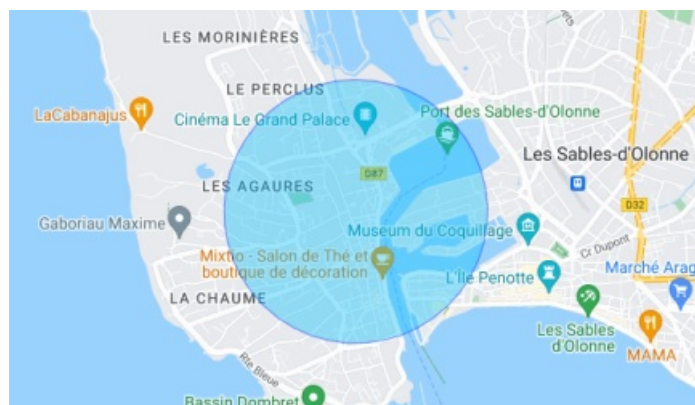 LES MORINIÈRES
LE PERCLUS
LaCabanajus
Cinéma Le Grand Palace
Port des Sables-d'Olonne
Les Sables-d'Olonne
D87
LES AGAURES
D32
Gaboriau Maxime
Museum du Coquillage
Cr Dupont
Mixtio - Salon de Thé et
boutique de décoration
L'Île Penotte
Marché Arag
LA CHAUME
Les Sables
d'Olonne
MAMA
Rte Bleue
Bassin Dombret